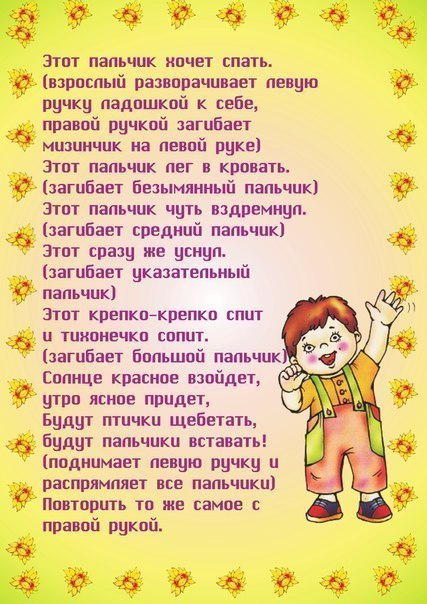 Этот пальчик хочет спать.
(взрослый разворачивает левую
ручку ладошкой к себе,
правой ручкой загибает
мизинчик на левой руке)
Этот пальчик лег в кровать.
(загибает безымянный пальчик)
Этот пальчик чуть вздремнул.
(загибает средний пальчик)
Этот сразу же уснул.
(загибает указательный
пальчик)
Этот крепко-крепко спит
и тихонечко сопит.
(загибает большой пальчик)
Солнце красное взойдет,
утро ясное придет,
Будут птички щебетать,
будут пальчики вставать!
(поднимает левую ручку и
распрямляет все пальчики)
Повторить то же самое с
правой рукой.